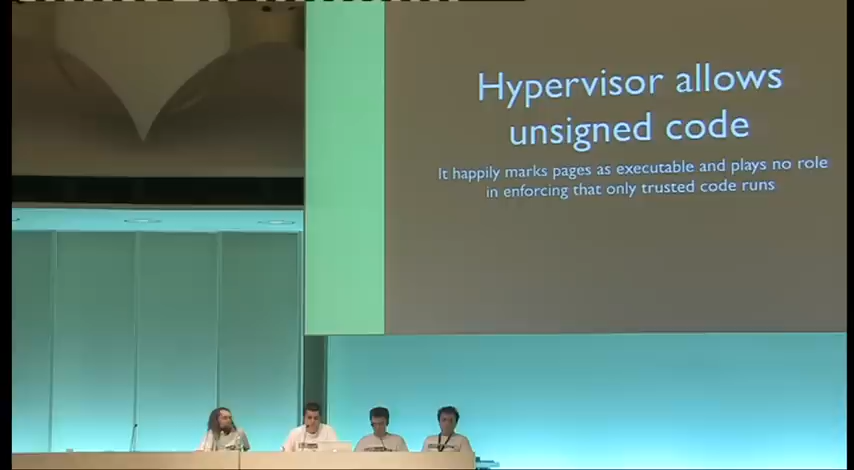 Hypervisor allows
unsigned code
It happily marks pages as executable and plays no role
in enforcing that only trusted code runs